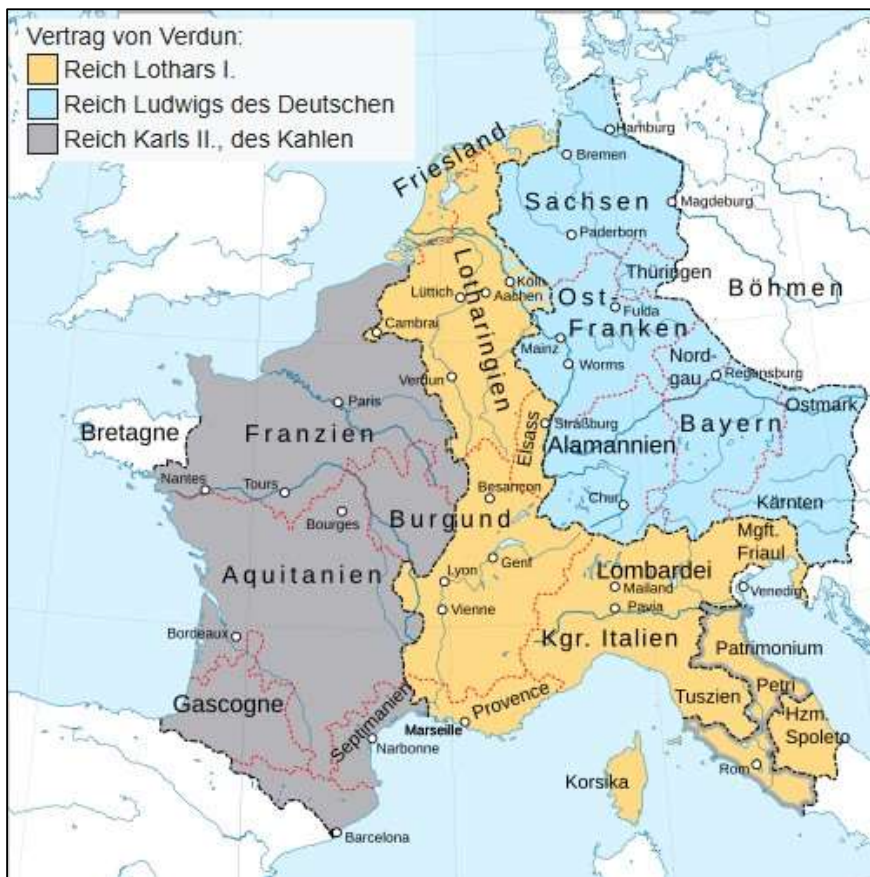 Vertrag von Verdun:
Reich Lothars I.
Reich Ludwigs des Deutschen
Reich Karls II., des Kahlen
Friesland
Hamburg
Bremen
Sachsen
Magdeburg
Paderborn
Thüringen
Lotharingien
Köln
Lüttich
Aachen
Ost-
Franken
Fulda
Böhmen
Cambrai
Mainz
Worms
Nord-
gau
Regensburg
Verdun
Paris
Elsass
Straßburg
Ostmark
Bretagne
Franzien
Alamannien
Bayern
Nantes
Tours
Besançon
Chur
Kärnten
Bourges
Burgund
Mgft.
Friaul
Genf
Aquitanien
Lyon
Lombardei
Mailand
Venedig
Vienne
Pavia
Bordeaux
Kgr. Italien
Patrimonium
Petri
Gascogne
Septimanien
Provence
Tuszien
Hzm.
Spoleto
Marseille
Narbonne
Rom
Korsika
Barcelona